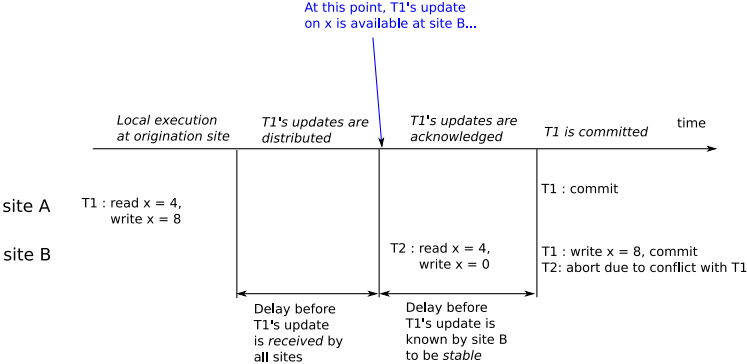 At this point, T1's update
on x is available at site B...
Local execution
at origination site
T1's updates are
distributed
T1's updates are
acknowledged
T1 is committed
time
site A
T1 : read x = 4,
write x = 8
T1 : commit
site B
T2 : read x = 4,
write x = 0
T1 : write x = 8, commit
T2: abort due to conflict with T1
Delay before
T1's update
is received by
all sites
Delay before
T1's update is
known by site B
to be stable